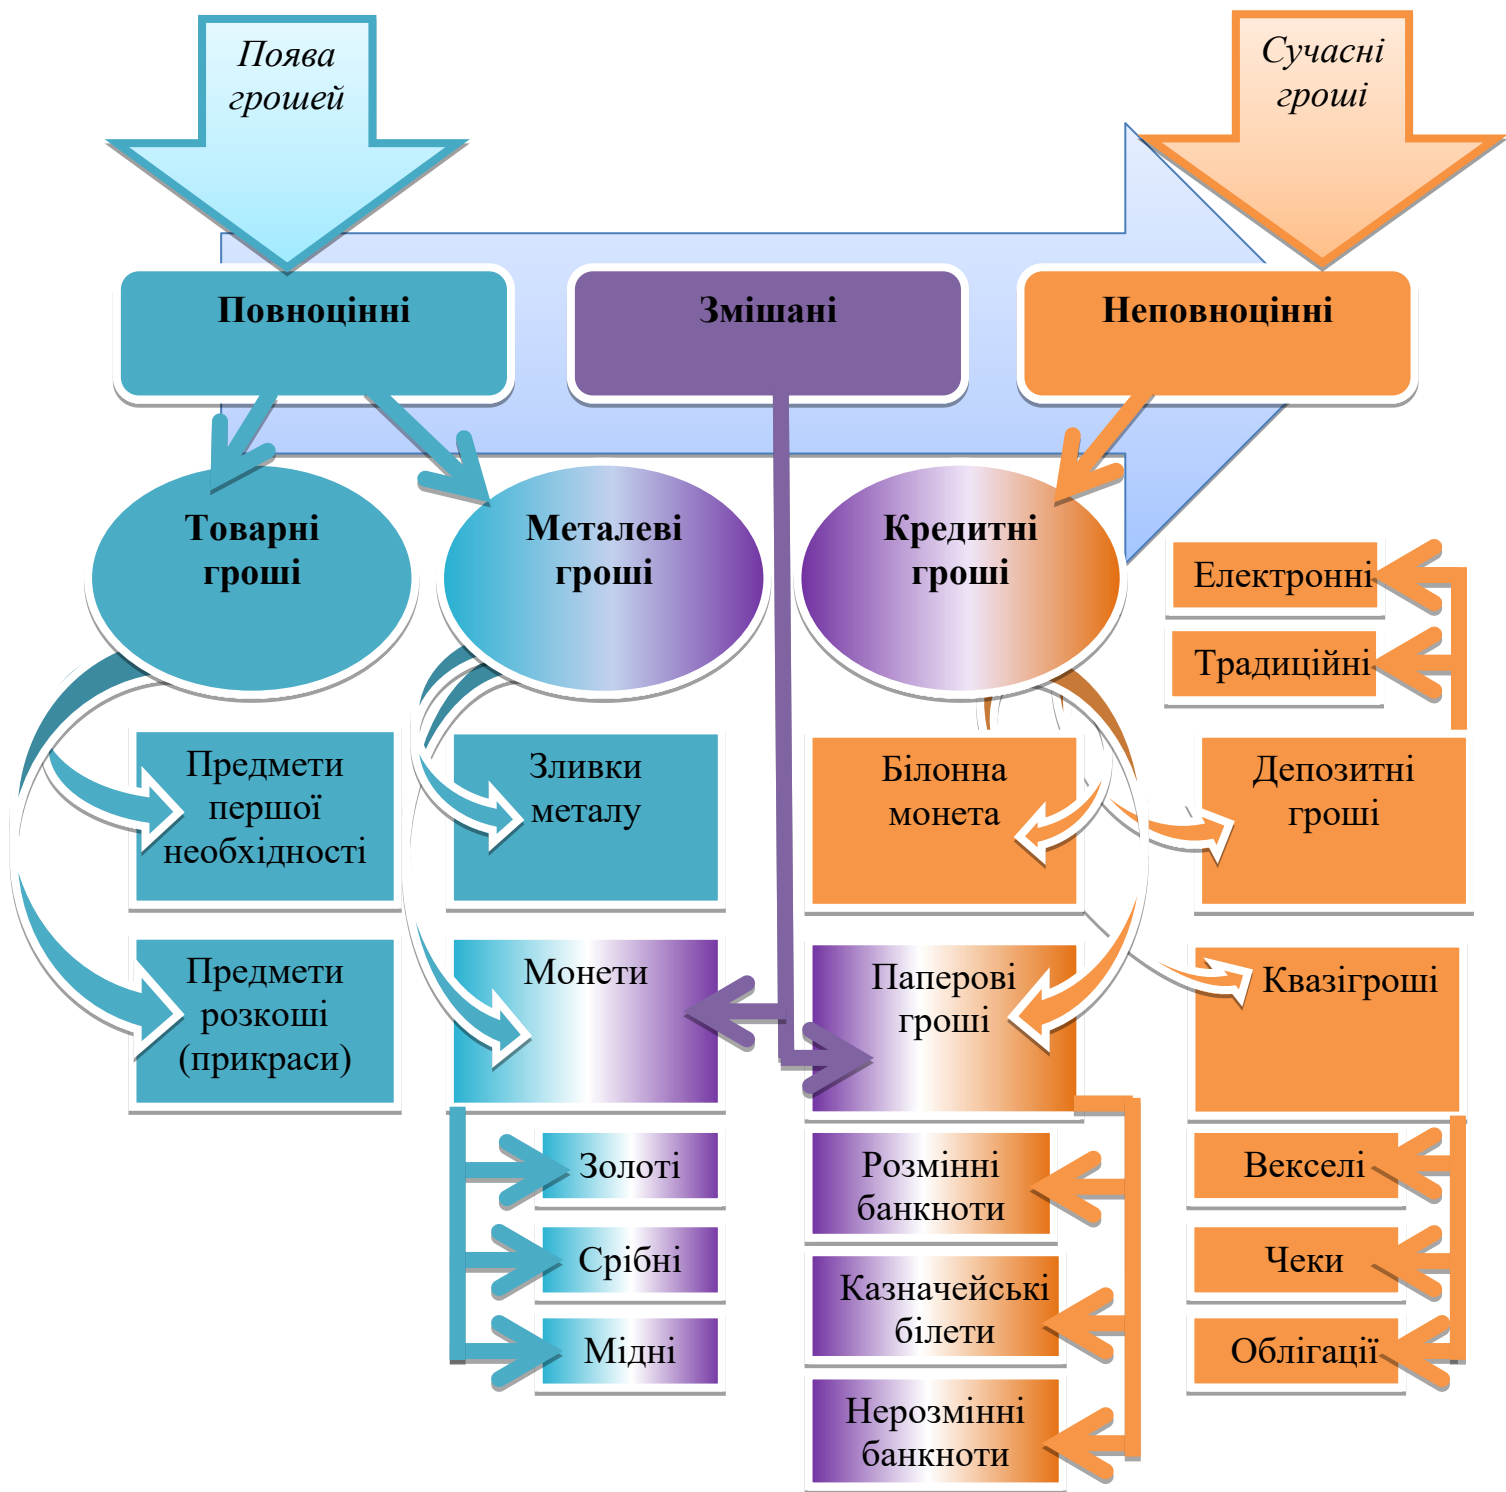 Поява
грошей
Сучасні
гроші
Повноцінні
Змішані
Неповноцінні
Товарні
гроші
Металеві
гроші
Кредитні
гроші
Електронні
Традиційні
Предмети
першої
необхідності
Зливки
металу
Білонна
монета
Депозитні
гроші
Предмети
розкоші
(прикраси)
Монети
Паперові
гроші
Квазігроші
Золоті
Срібні
Мідні
Розмінні
банкноти
Казначейські
білети
Нерозмінні
банкноти
Векселі
Чеки
Облігації